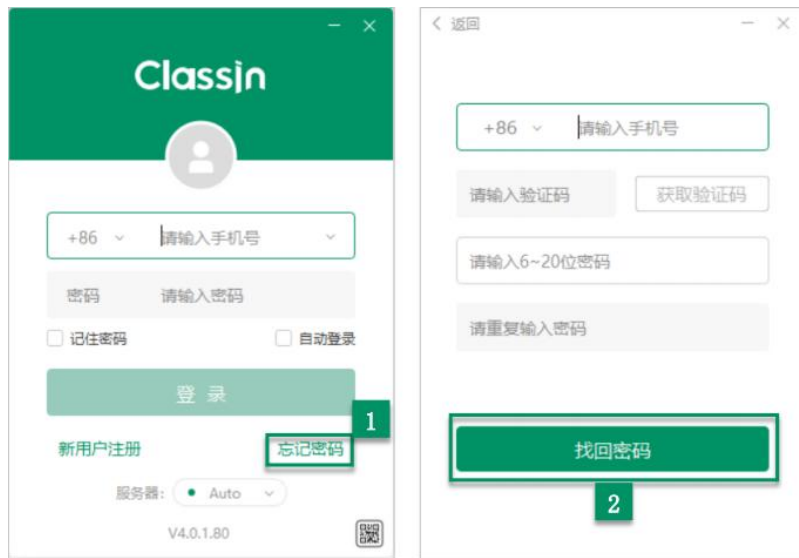 ClassIn
+86 请输入手机号
密码 请输入密码
记住密码 自动登录
登 录
1
新用户注册 忘记密码
服务器： Auto
V4.0.1.80
返回
+86 请输入手机号
请输入验证码 获取验证码
请输入6~20位密码
请重复输入密码
找回密码
2